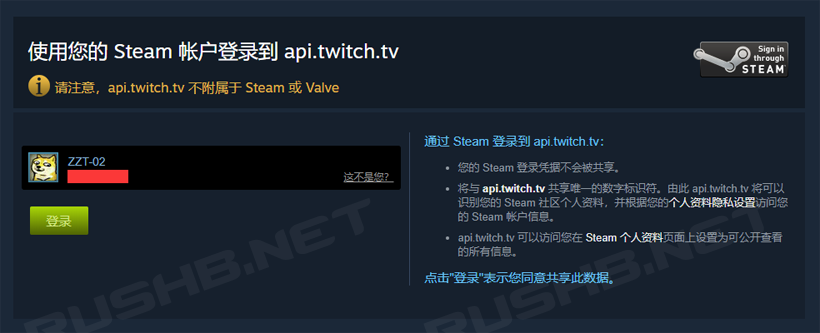 使用您的 Steam 帐户登录到 api.twitch.tv
请注意，api.twitch.tv 不附属于 Steam 或 Valve
Sign in
through
STEAM
ZZT-02
这不是您？
登录
通过 Steam 登录到 api.twitch.tv：
• 您的 Steam 登录凭据不会被共享。
• 将与 api.twitch.tv 共享唯一的数字标识符。由此 api.twitch.tv 将可以
识别您的 Steam 社区个人资料，并根据您的个人资料隐私设置访问您
的 Steam 帐户信息。
• api.twitch.tv 可以访问您在 Steam 个人资料页面上设置为可公开查看
的所有信息。
点击"登录"表示您同意共享此数据。
RUSHB.NET
RUSHB.NET